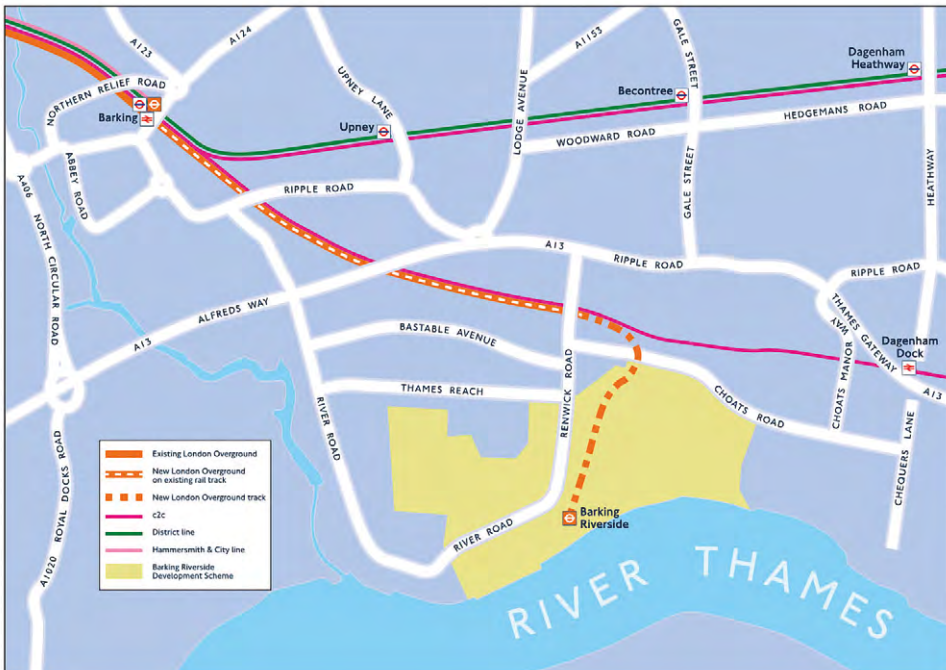 A123
A124
NORTHERN RELIEF ROAD
Barking
ABBEY ROAD
A406 NORTH CIRCULAR ROAD
UPNEY LANE
Upney
LODGE AVENUE
A1153
GALE STREET
Becontree
Dagenham
Heathway
WOODWARD ROAD
HEDGEMANS ROAD
GALE STREET
HEATHWAY
RIPPLE ROAD
A13
RIPPLE ROAD
RIPPLE ROAD
THAMES GATEWAY
A13
CHOATS MANOR WAY
Dagenham
Dock
A13
ALFREDS WAY
BASTABLE AVENUE
THAMES REACH
RENWICK ROAD
CHOATS ROAD
CHEQUERS LANE
RIVER ROAD
RIVER ROAD
A1020 ROYAL DOCKS ROAD
Barking
Riverside
RIVER THAMES
Existing London Overground
New London Overground
on existing rail track
New London Overground track
c2c
District line
Hammersmith & City line
Barking Riverside
Development Scheme